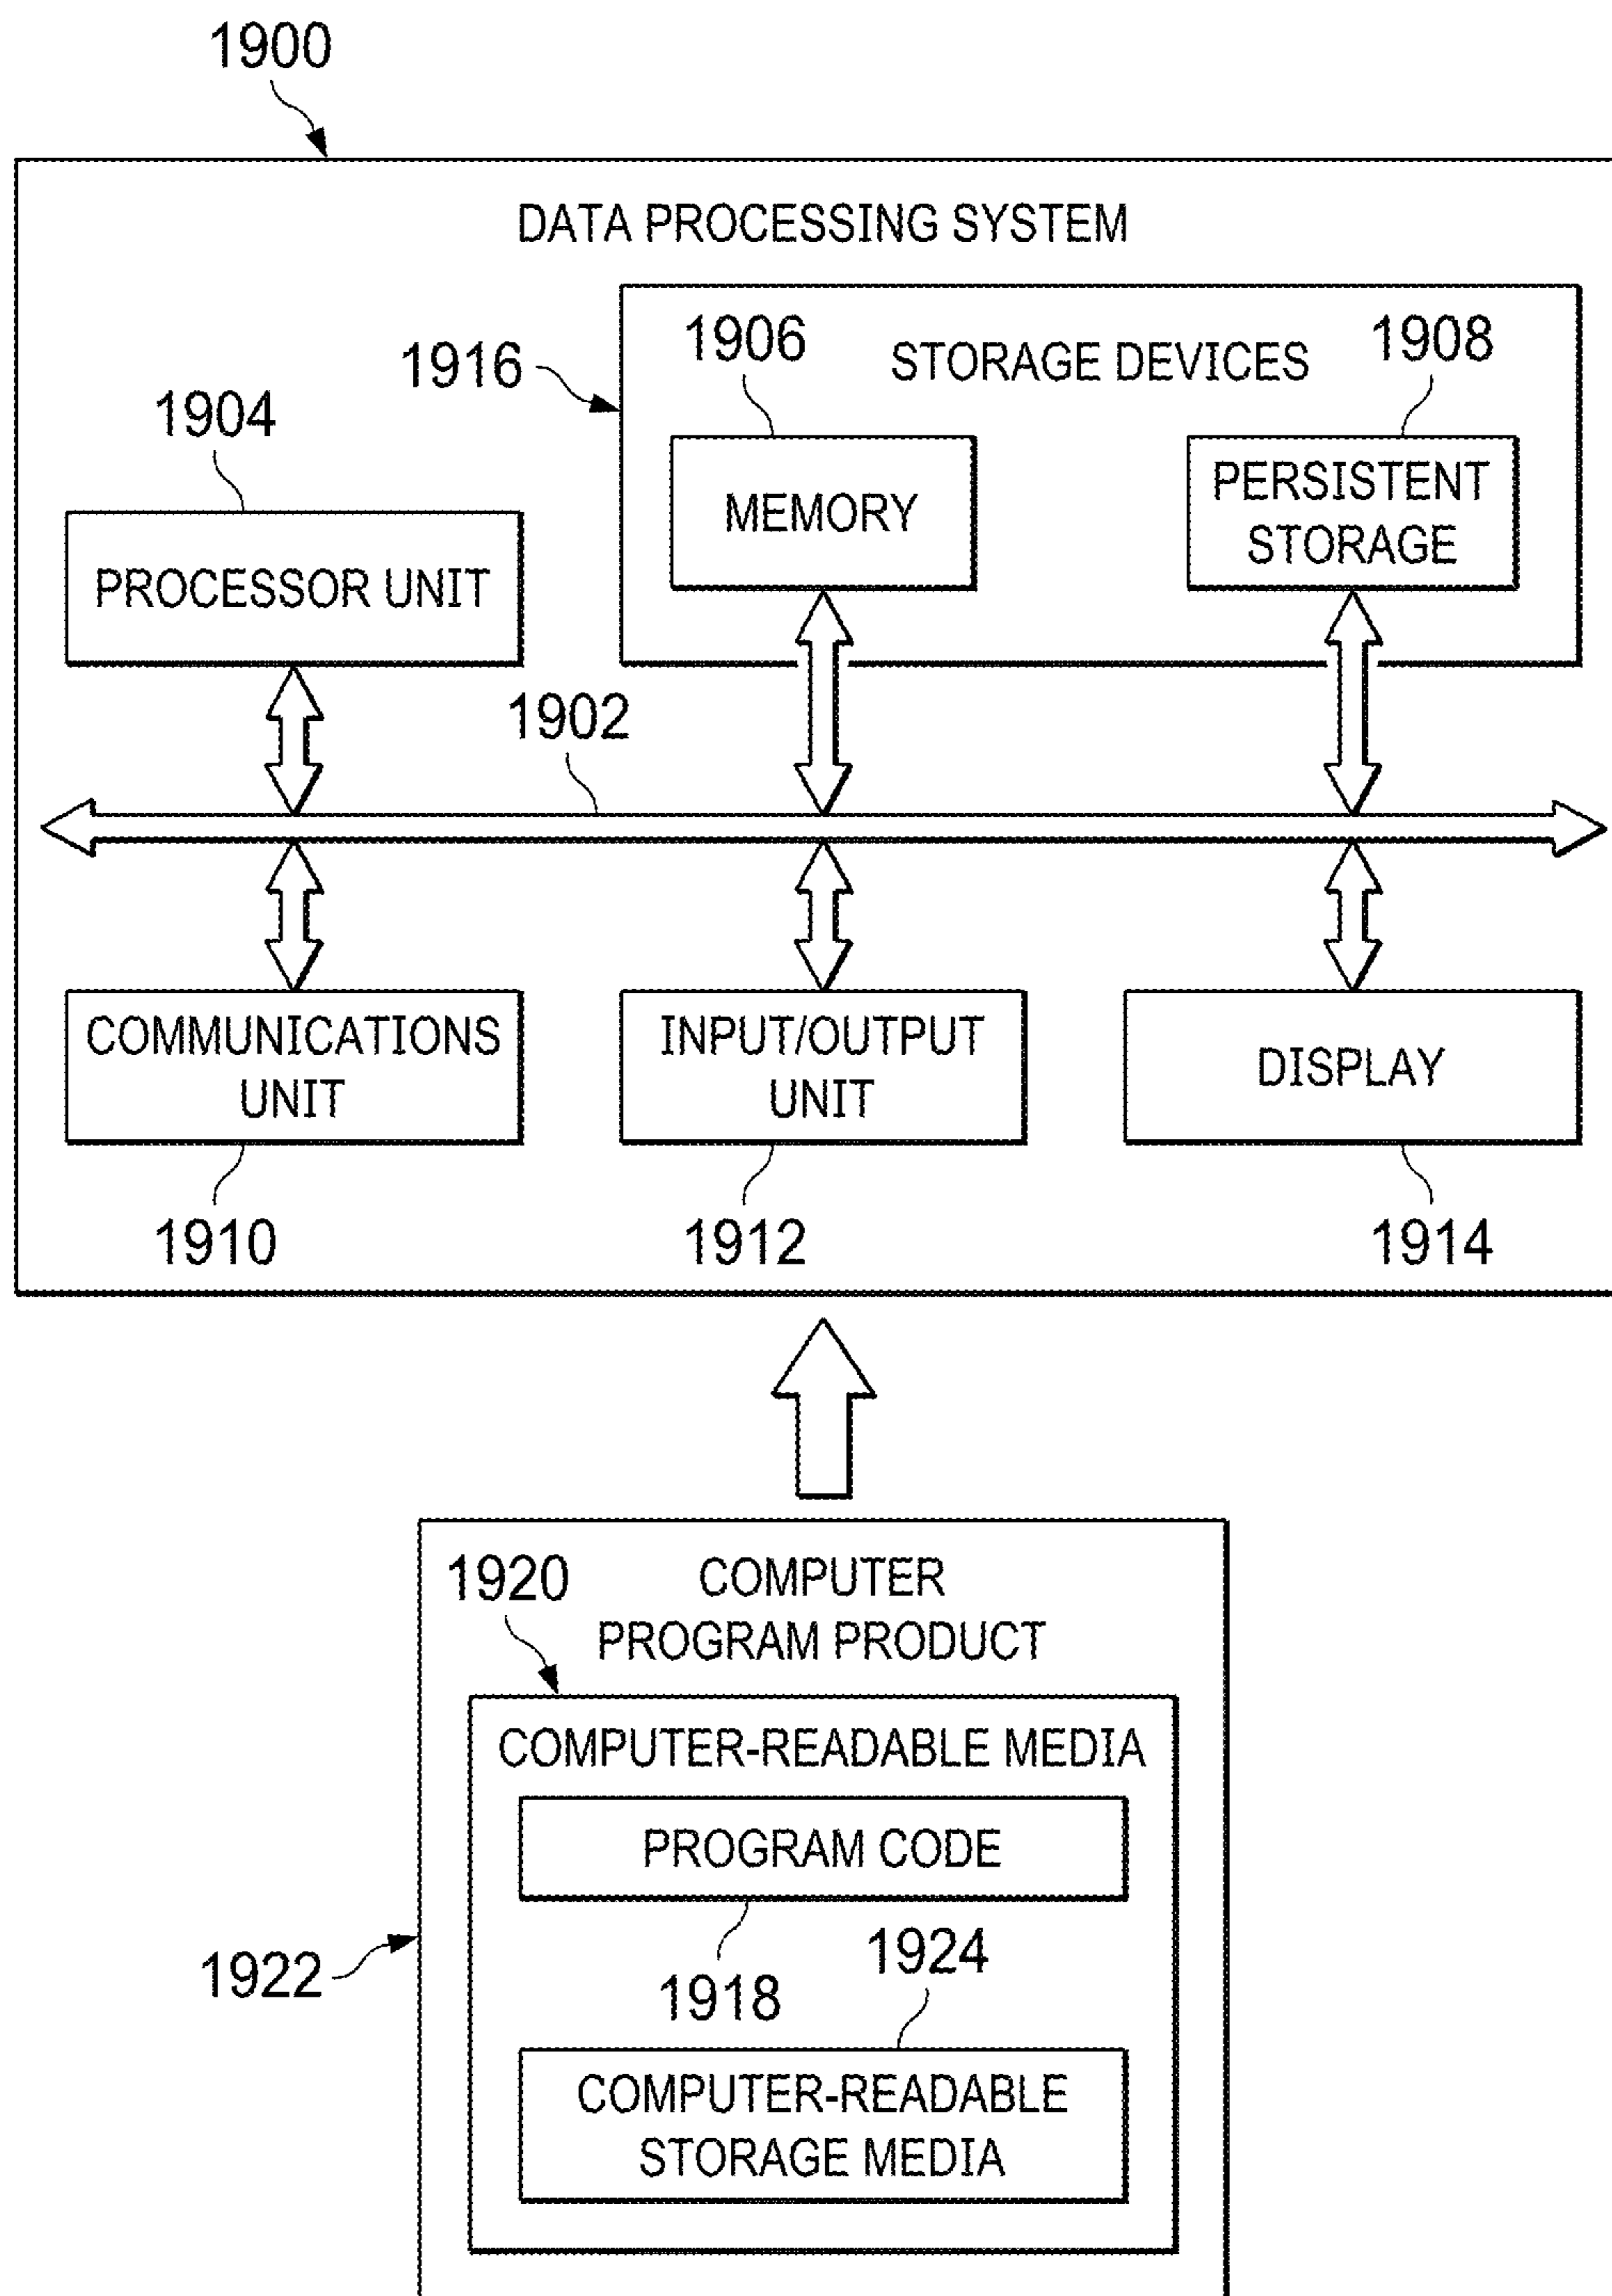 1900
DATA PROCESSING SYSTEM
1916
1906
STORAGE DEVICES
1908
1904
MEMORY
PERSISTENT
STORAGE
PROCESSOR UNIT
1902
COMMUNICATIONS
UNIT
INPUT/OUTPUT
UNIT
DISPLAY
1910
1912
1914
1920
COMPUTER
PROGRAM PRODUCT
COMPUTER-READABLE MEDIA
PROGRAM CODE
1922
1918
1924
COMPUTER-READABLE
STORAGE MEDIA